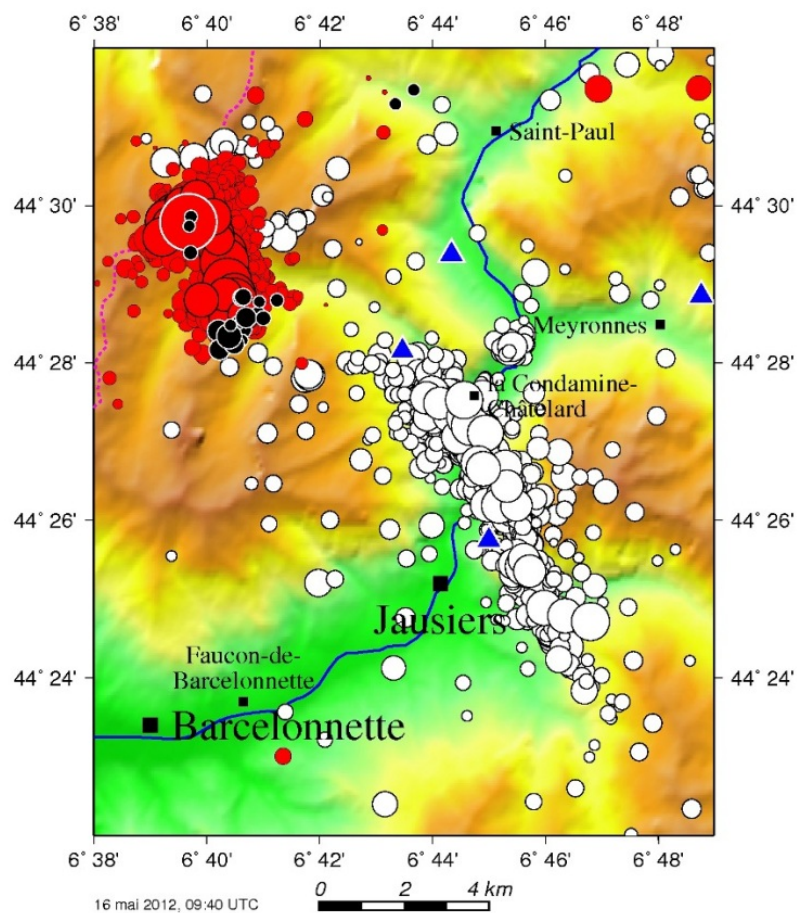 6° 38' 6° 40' 6° 42' 6° 44' 6° 46' 6° 48'
Saint-Paul
44° 30' 44° 30'
Meyronnes
44° 28' 44° 28'
la Condamine-
Châtelard
44° 26' 44° 26'
Jausiers
Faucon-de-
Barcelonnette
44° 24' 44° 24'
Barcelonnette
6° 38' 6° 40' 6° 42' 6° 44' 6° 46' 6° 48'
16 mai 2012, 09:40 UTC
0 2 4 km